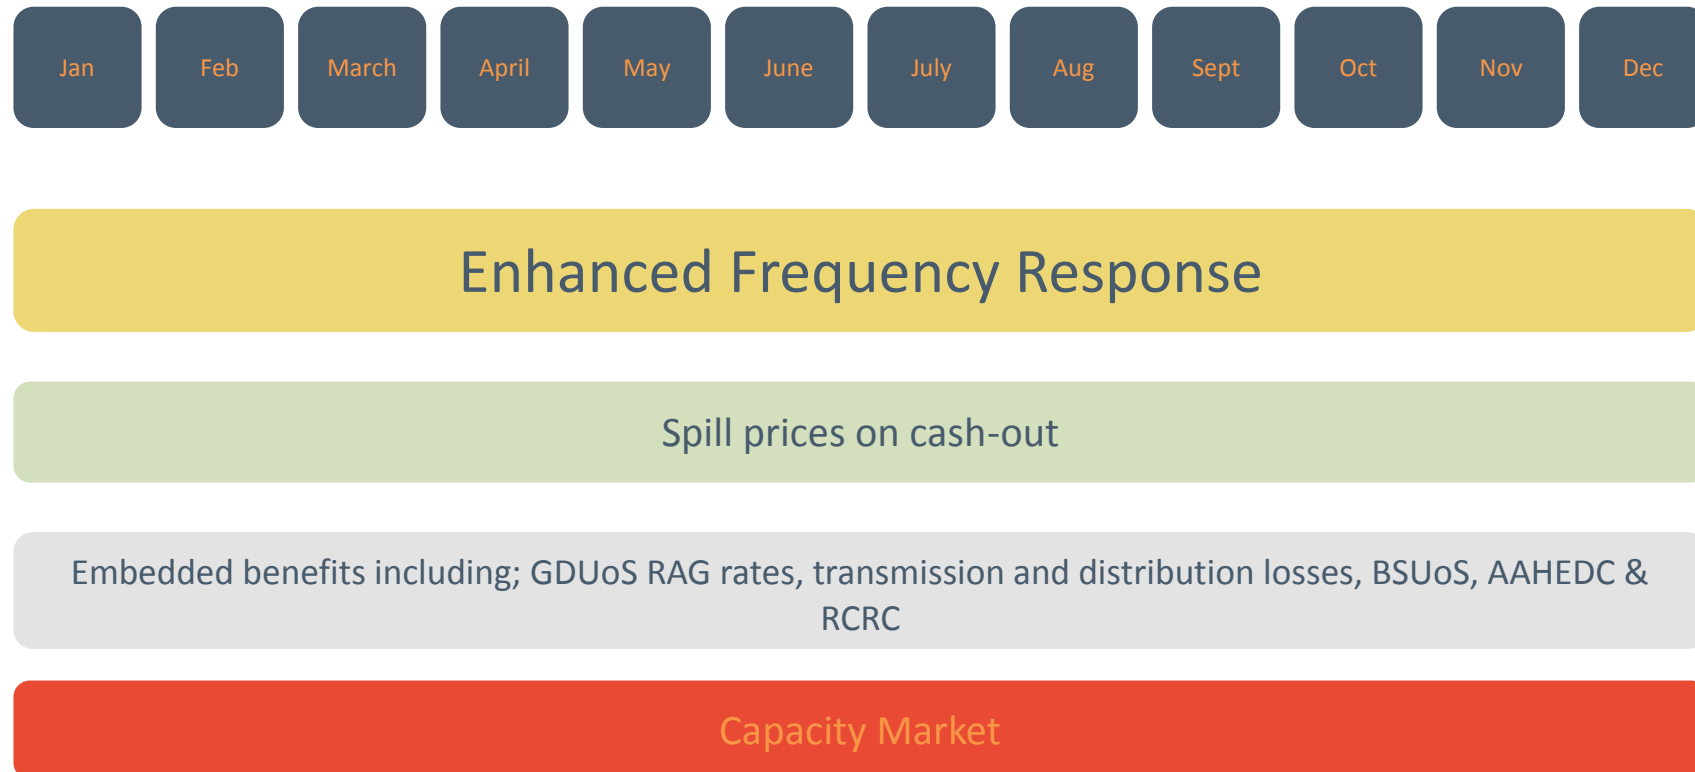 Jan Feb March April May June July Aug Sept Oct Nov Dec
Enhanced Frequency Response
Spill prices on cash-out
Embedded benefits including; GDUoS RAG rates, transmission and distribution losses, BSUoS, AAHEDC &
RCRC
Capacity Market